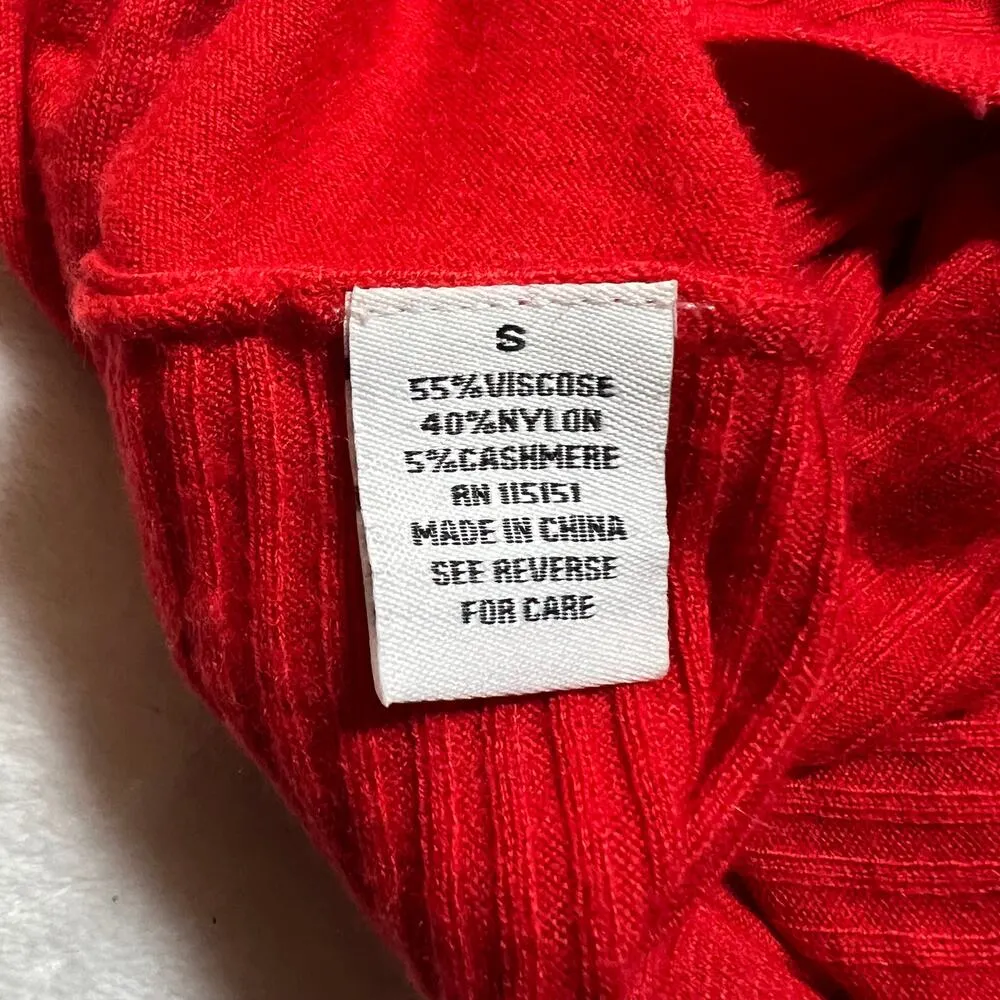 S
55%VISCOSE
40%NYLON
5%CASHMERE
RN 115151
MADE IN CHINA
SEE REVERSE
FOR CARE